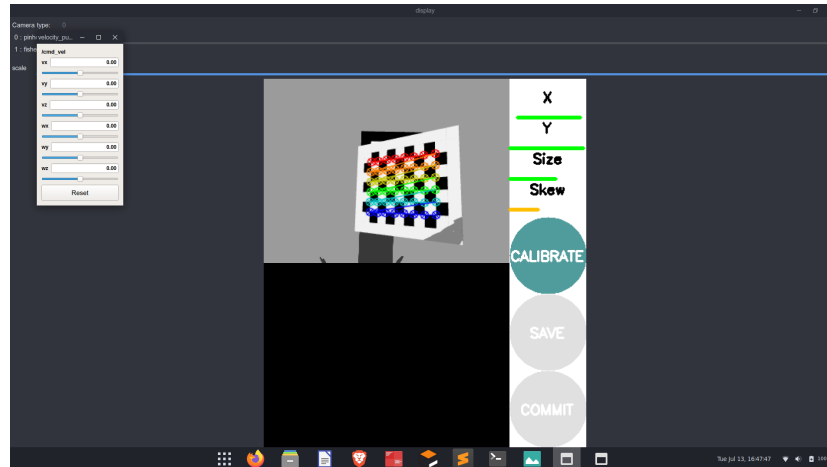 display
Camera type: 0
0 : pinh
velocity_pu...
1 : fishe
/cmd_vel
vx 0.00
vy 0.00
vz 0.00
wx 0.00
wy 0.00
wz 0.00
Reset
scale
X
Y
Size
Skew
CALIBRATE
SAVE
COMMIT
Tue Jul 13, 16:47:47
100